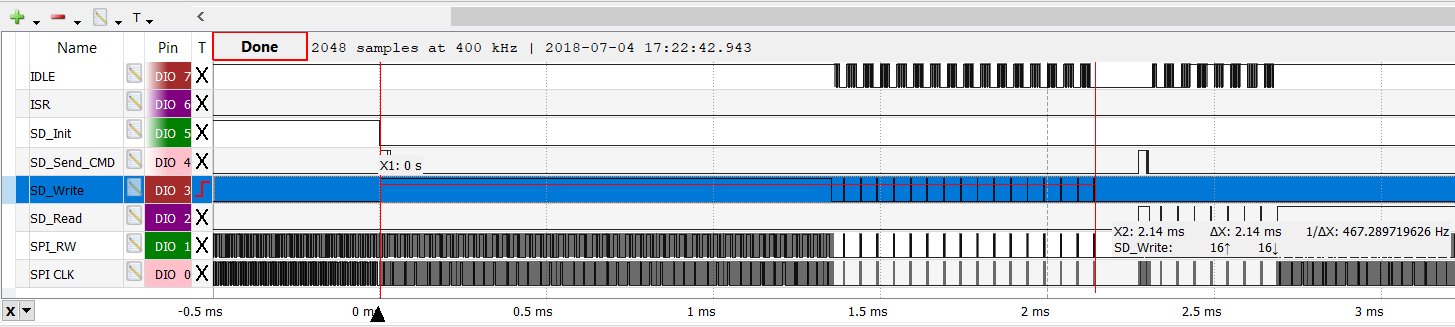 T <
Name Pin T Done 2048 samples at 400 kHz | 2018-07-04 17:22:42.943
IDLE DIO 7 X
ISR DIO 6 X
SD_Init DIO 5 X
SD_Send_CMD DIO 4 X X1: 0 s
SD_Write DIO 3
SD_Read DIO 2 X
X2: 2.14 ms ΔX: 2.14 ms 1/ΔX: 467.289719626 Hz
SPI_RW DIO 1 X SD_Write: 16↑ 16↓
SPI CLK DIO 0 X
X -0.5 ms 0 ms 0.5 ms 1 ms 1.5 ms 2 ms 2.5 ms 3 ms